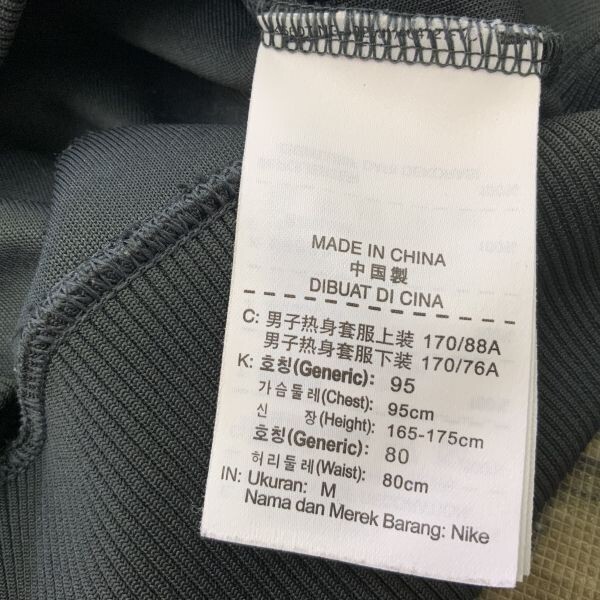 MADE IN CHINA
中国製
DIBUAT DI CINA
C: 男子热身套服上装 170/88A
男子热身套服下装 170/76A
K: 호칭(Generic): 95
가슴둘레(Chest): 95cm
신 장(Height): 165-175cm
호칭(Generic): 80
허리둘레(Waist): 80cm
IN: Ukuran: M
Nama dan Merek Barang: Nike